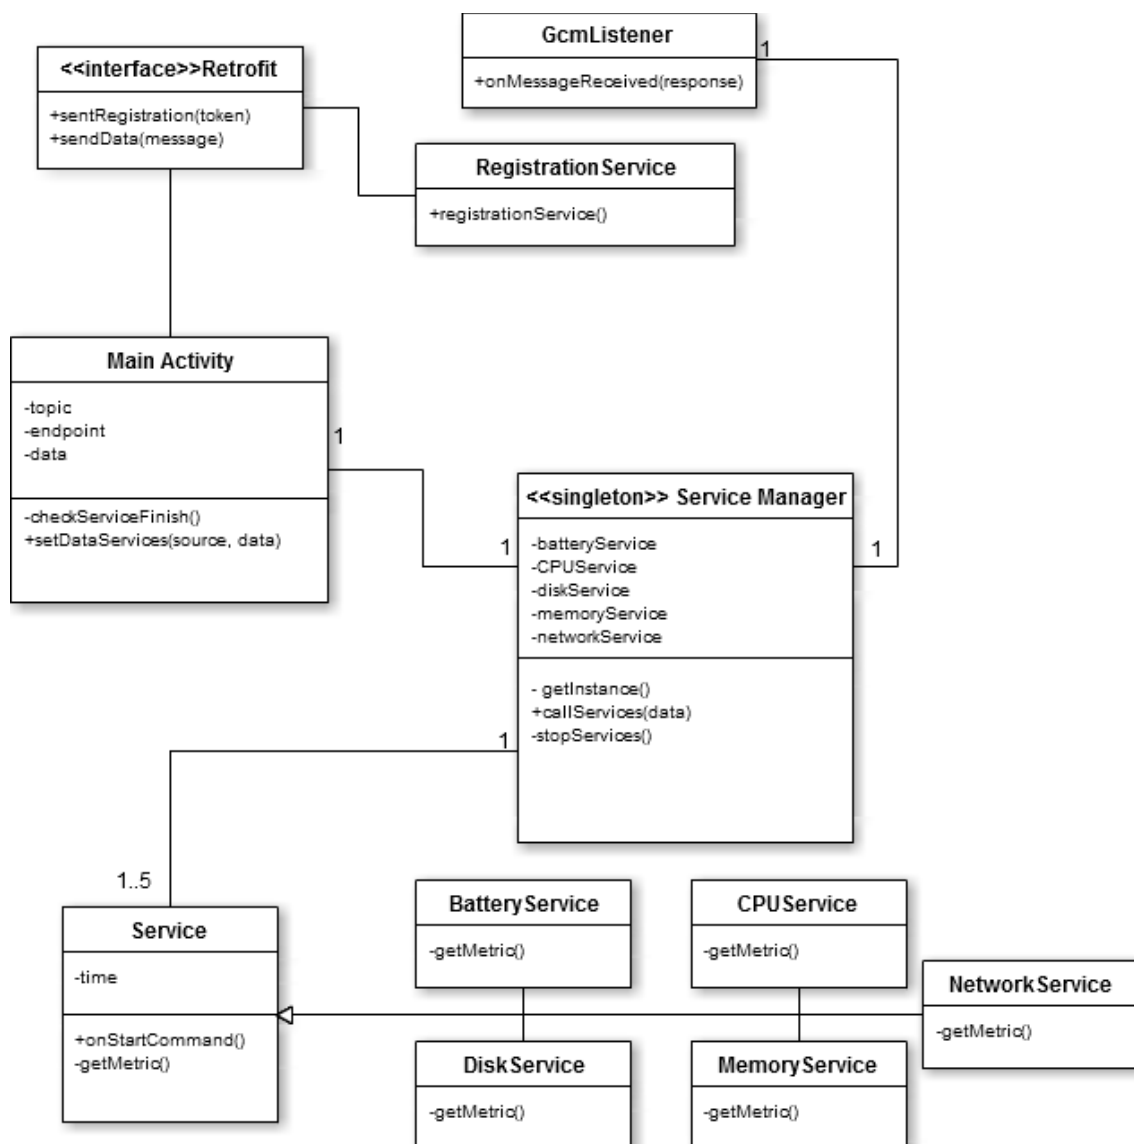 GcmListener
+onMessageReceived(response)
1
<<interface>>Retrofit
+sentRegistration(token)
+sendData(message)
RegistrationService
+registrationService()
Main Activity
-topic
-endpoint
-data
-checkServiceFinish()
+setDataServices(source, data)
1
1
<<singleton>> Service Manager
-batteryService
-CPUService
-diskService
-memoryService
-networkService
- getInstance()
+callServices(data)
-stopServices()
1
1
1..5
Service
-time
+onStartCommand()
-getMetric()
BatteryService
-getMetric()
CPUService
-getMetric()
NetworkService
-getMetric()
DiskService
-getMetric()
MemoryService
-getMetric()